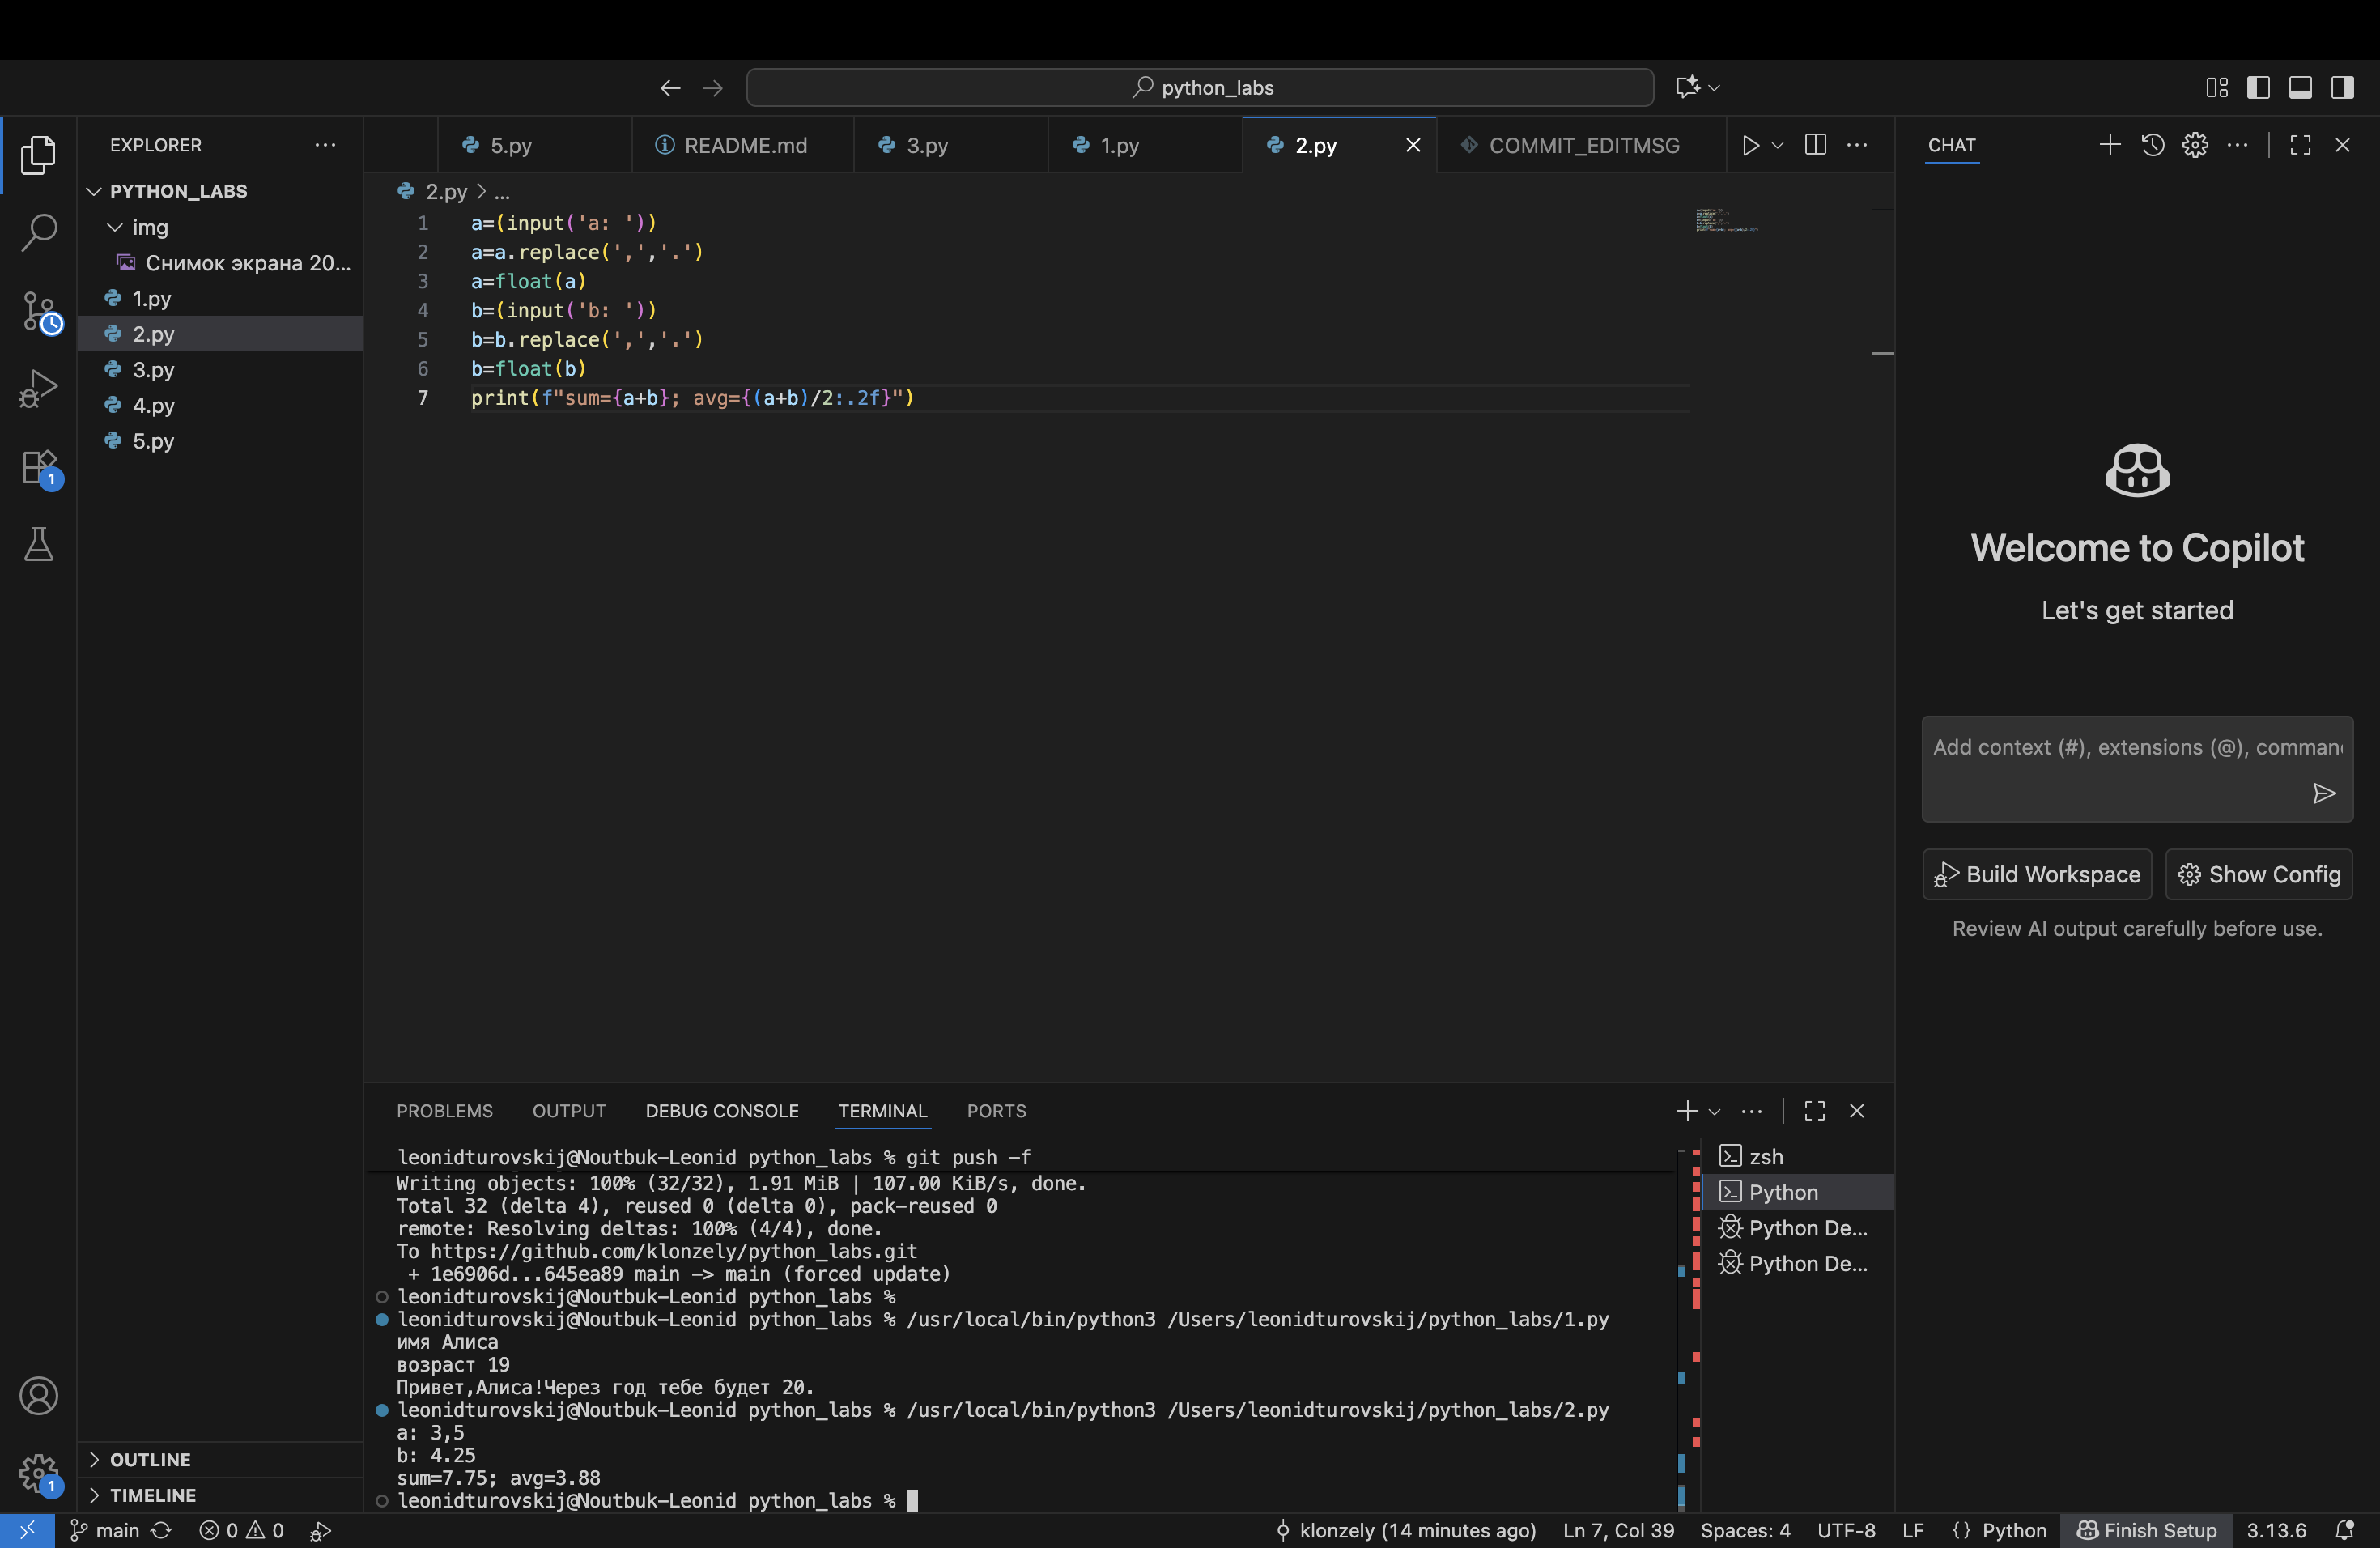 python_labs
EXPLORER
PYTHON_LABS
img
Снимок экрана 20...
1.py
2.py
3.py
4.py
5.py
OUTLINE
TIMELINE
5.py
README.md
3.py
1.py
2.py
COMMIT_EDITMSG
2.py > ...
1 a=(input('a: '))
2 a=a.replace(',','.')
3 a=float(a)
4 b=(input('b: '))
5 b=b.replace(',','.')
6 b=float(b)
7 print(f"sum={a+b}; avg={(a+b)/2:.2f}")
PROBLEMS OUTPUT DEBUG CONSOLE TERMINAL PORTS
leonidturovskij@Noutbuk-Leonid python_labs % git push -f
Writing objects: 100% (32/32), 1.91 MiB | 107.00 KiB/s, done.
Total 32 (delta 4), reused 0 (delta 0), pack-reused 0
remote: Resolving deltas: 100% (4/4), done.
To https://github.com/klonzely/python_labs.git
+ 1e6906d...645ea89 main -> main (forced update)
leonidturovskij@Noutbuk-Leonid python_labs %
leonidturovskij@Noutbuk-Leonid python_labs % /usr/local/bin/python3 /Users/leonidturovskij/python_labs/1.py
имя Алиса
возраст 19
Привет,Алиса!Через год тебе будет 20.
leonidturovskij@Noutbuk-Leonid python_labs % /usr/local/bin/python3 /Users/leonidturovskij/python_labs/2.py
a: 3,5
b: 4.25
sum=7.75; avg=3.88
leonidturovskij@Noutbuk-Leonid python_labs %
zsh
Python
Python De...
Python De...
CHAT
Welcome to Copilot
Let's get started
Add context (#), extensions (@), comman
Build Workspace
Show Config
Review AI output carefully before use.
1
1
main
0
0
klonzely (14 minutes ago)
Ln 7, Col 39
Spaces: 4
UTF-8
LF
{} Python
Finish Setup
3.13.6